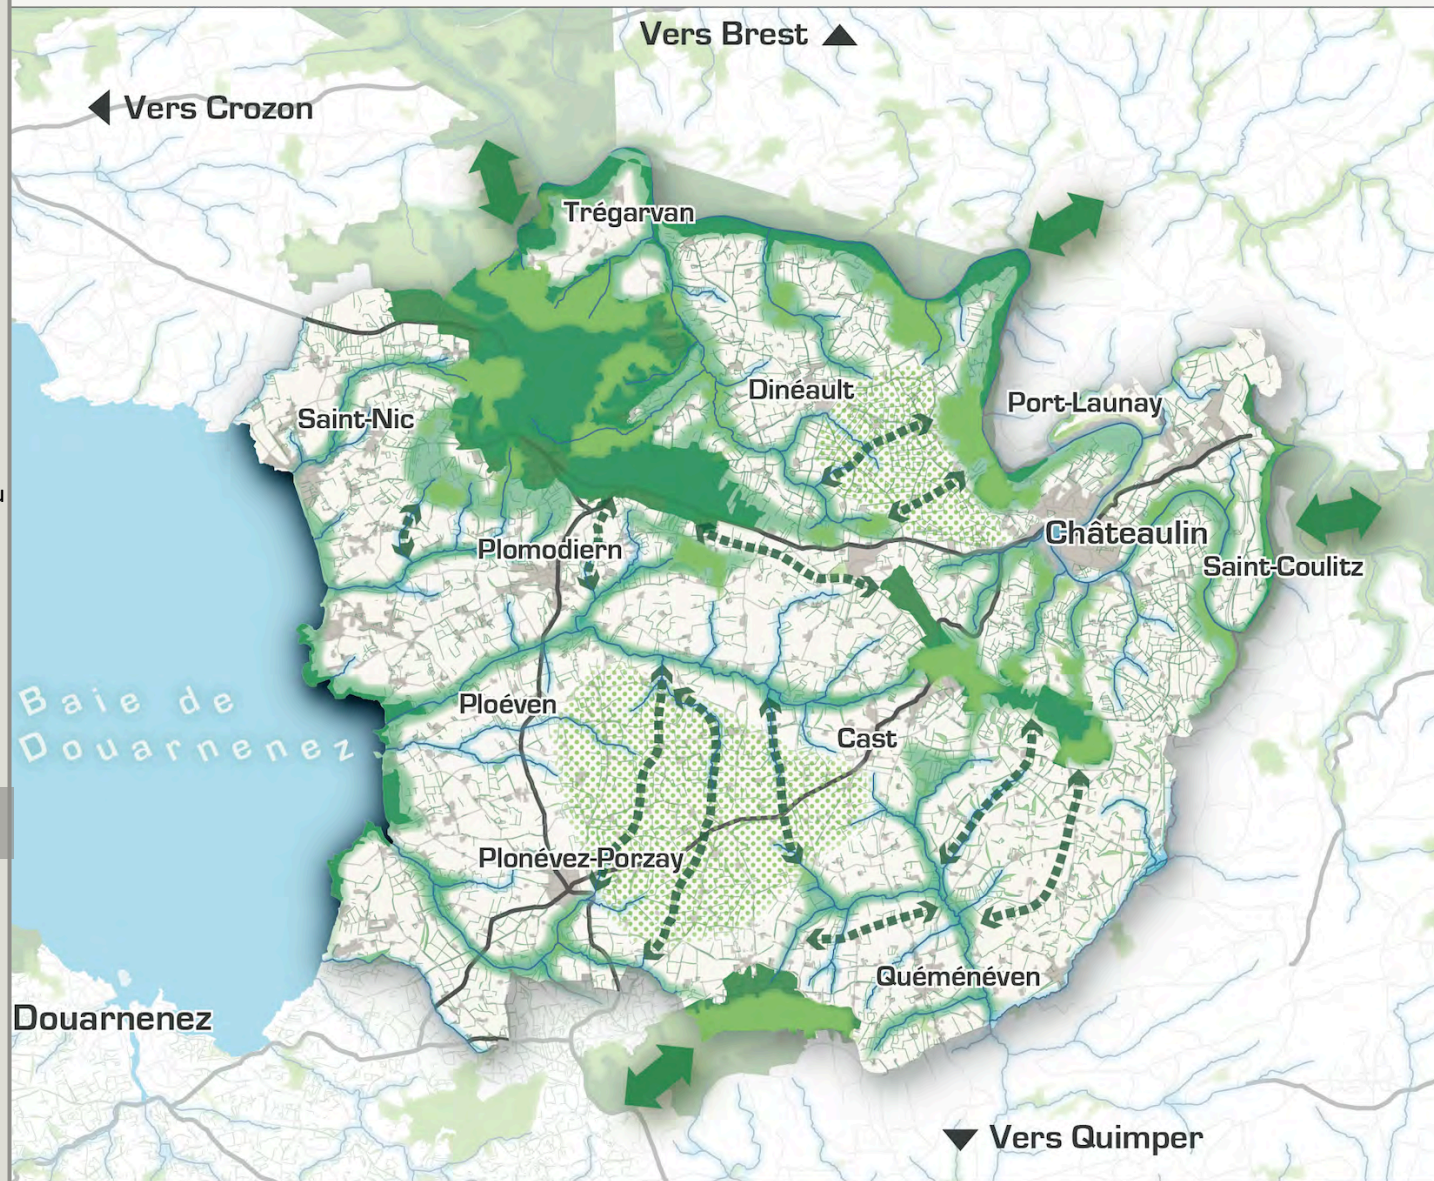 Vers Brest
Vers Crozon
Trégarvan
Dinéault
Port-Launay
Saint-Nic
Châteaulin
Plomodiern
Saint-Coulitz
Baie de
Douarnenez
Ploéven
Cast
Plonévez-Porzay
Quéménéven
Douarnenez
Vers Quimper